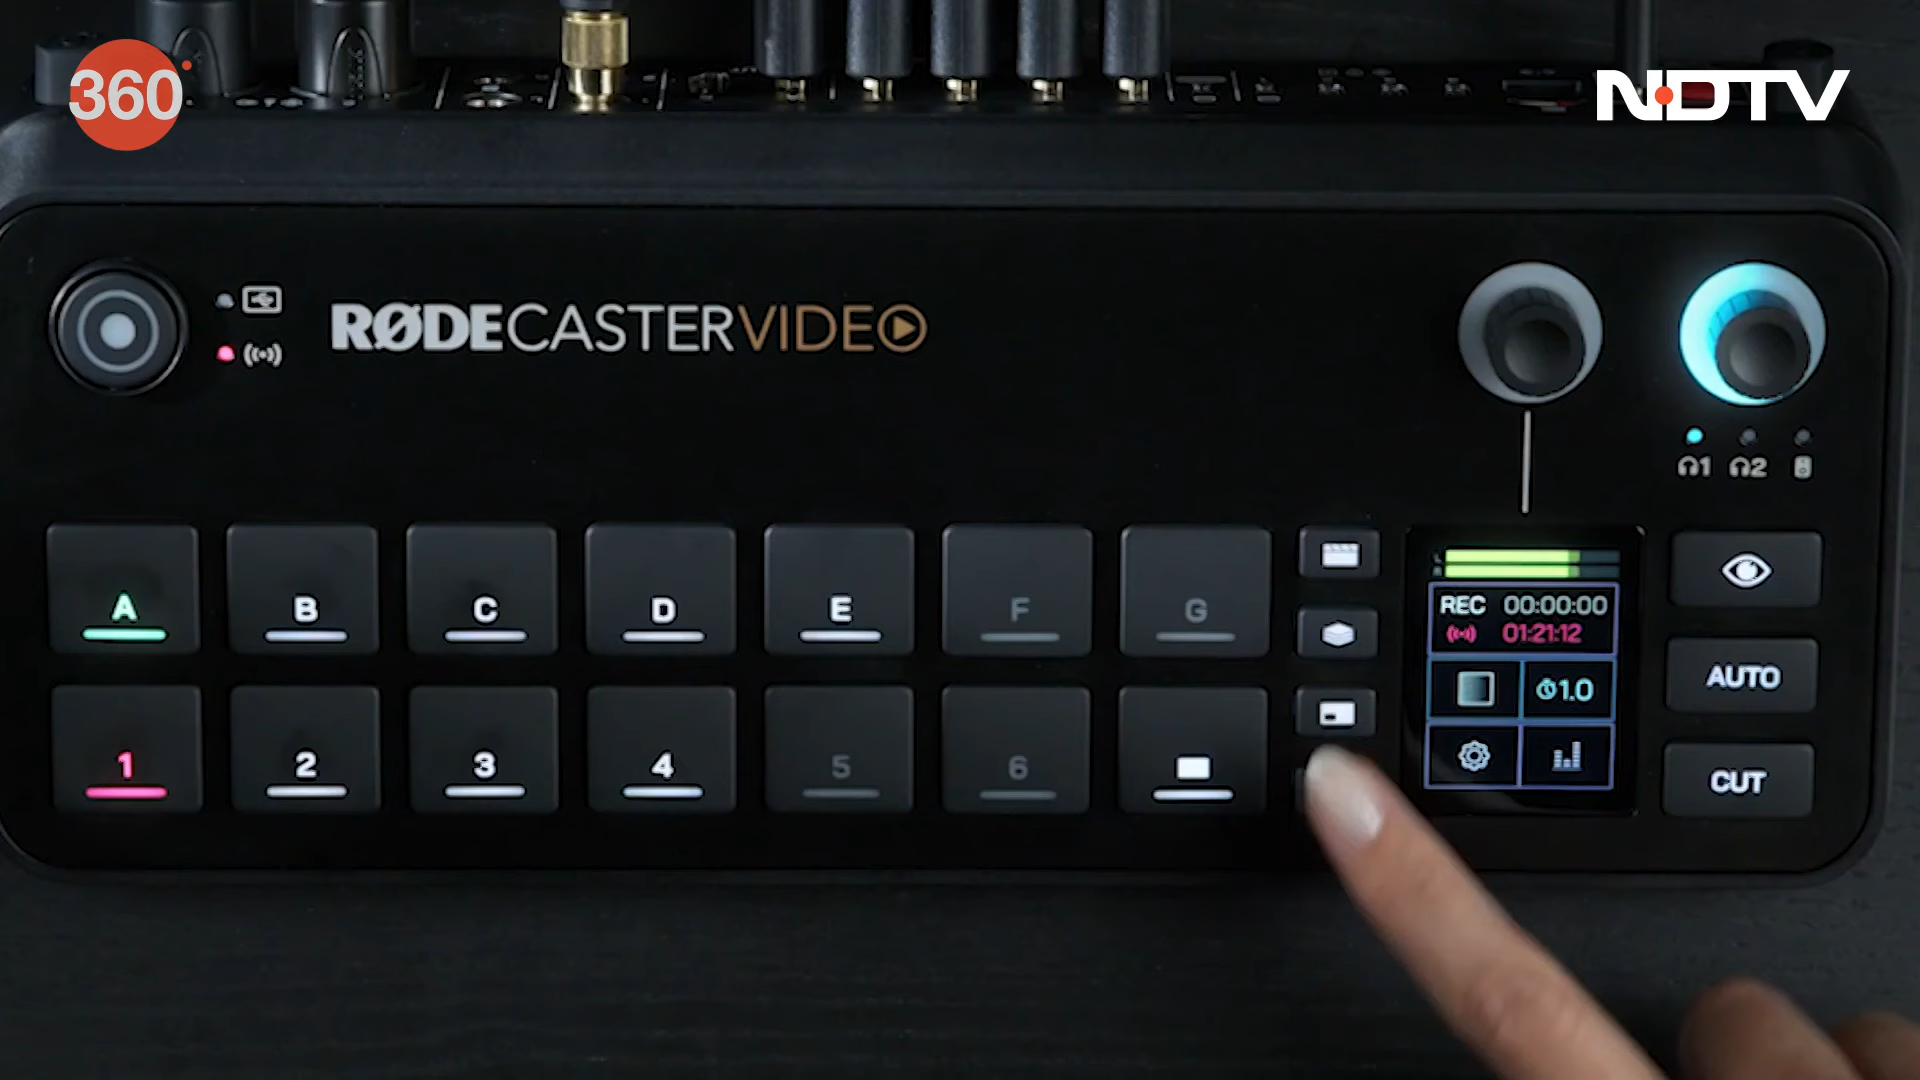 360
NDTV
RØDECASTERVIDEO
1 2
A B C D E F G
REC 00:00:00
01:21:12
1.0
AUTO
1 2 3 4 5 6
CUT